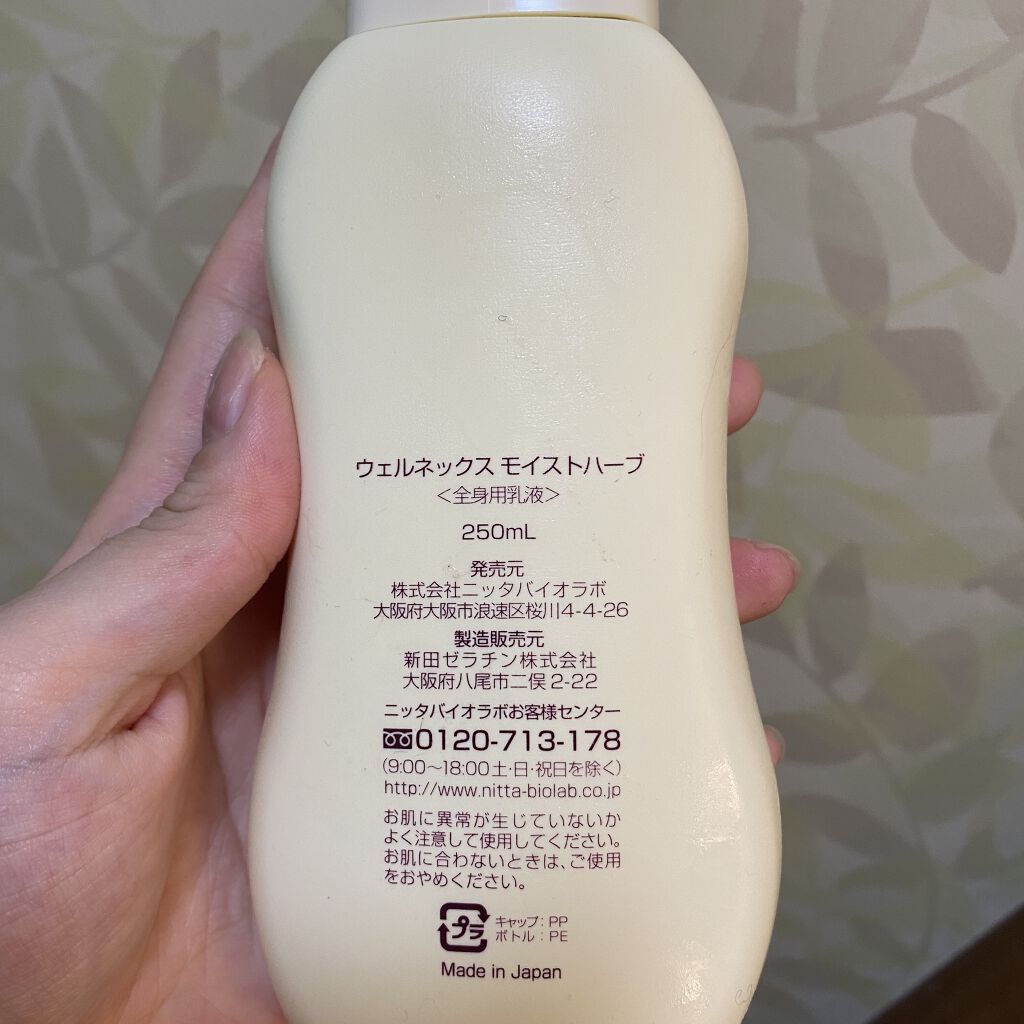 ウェルネックス モイストハーブ
＜全身用乳液＞
250mL
発売元
株式会社ニッタバイオラボ
大阪府大阪市浪速区桜川4-4-26
製造販売元
新田ゼラチン株式会社
大阪府八尾市二俣2-22
ニッタバイオラボお客様センター
0120-713-178
（9:00〜18:00 土・日・祝日を除く）
http://www.nitta-biolab.co.jp
お肌に異常が生じていないか
よく注意して使用してください。
お肌に合わないときは、ご使用
をおやめください。
プラ
キャップ：PP
ボトル：PE
Made in Japan